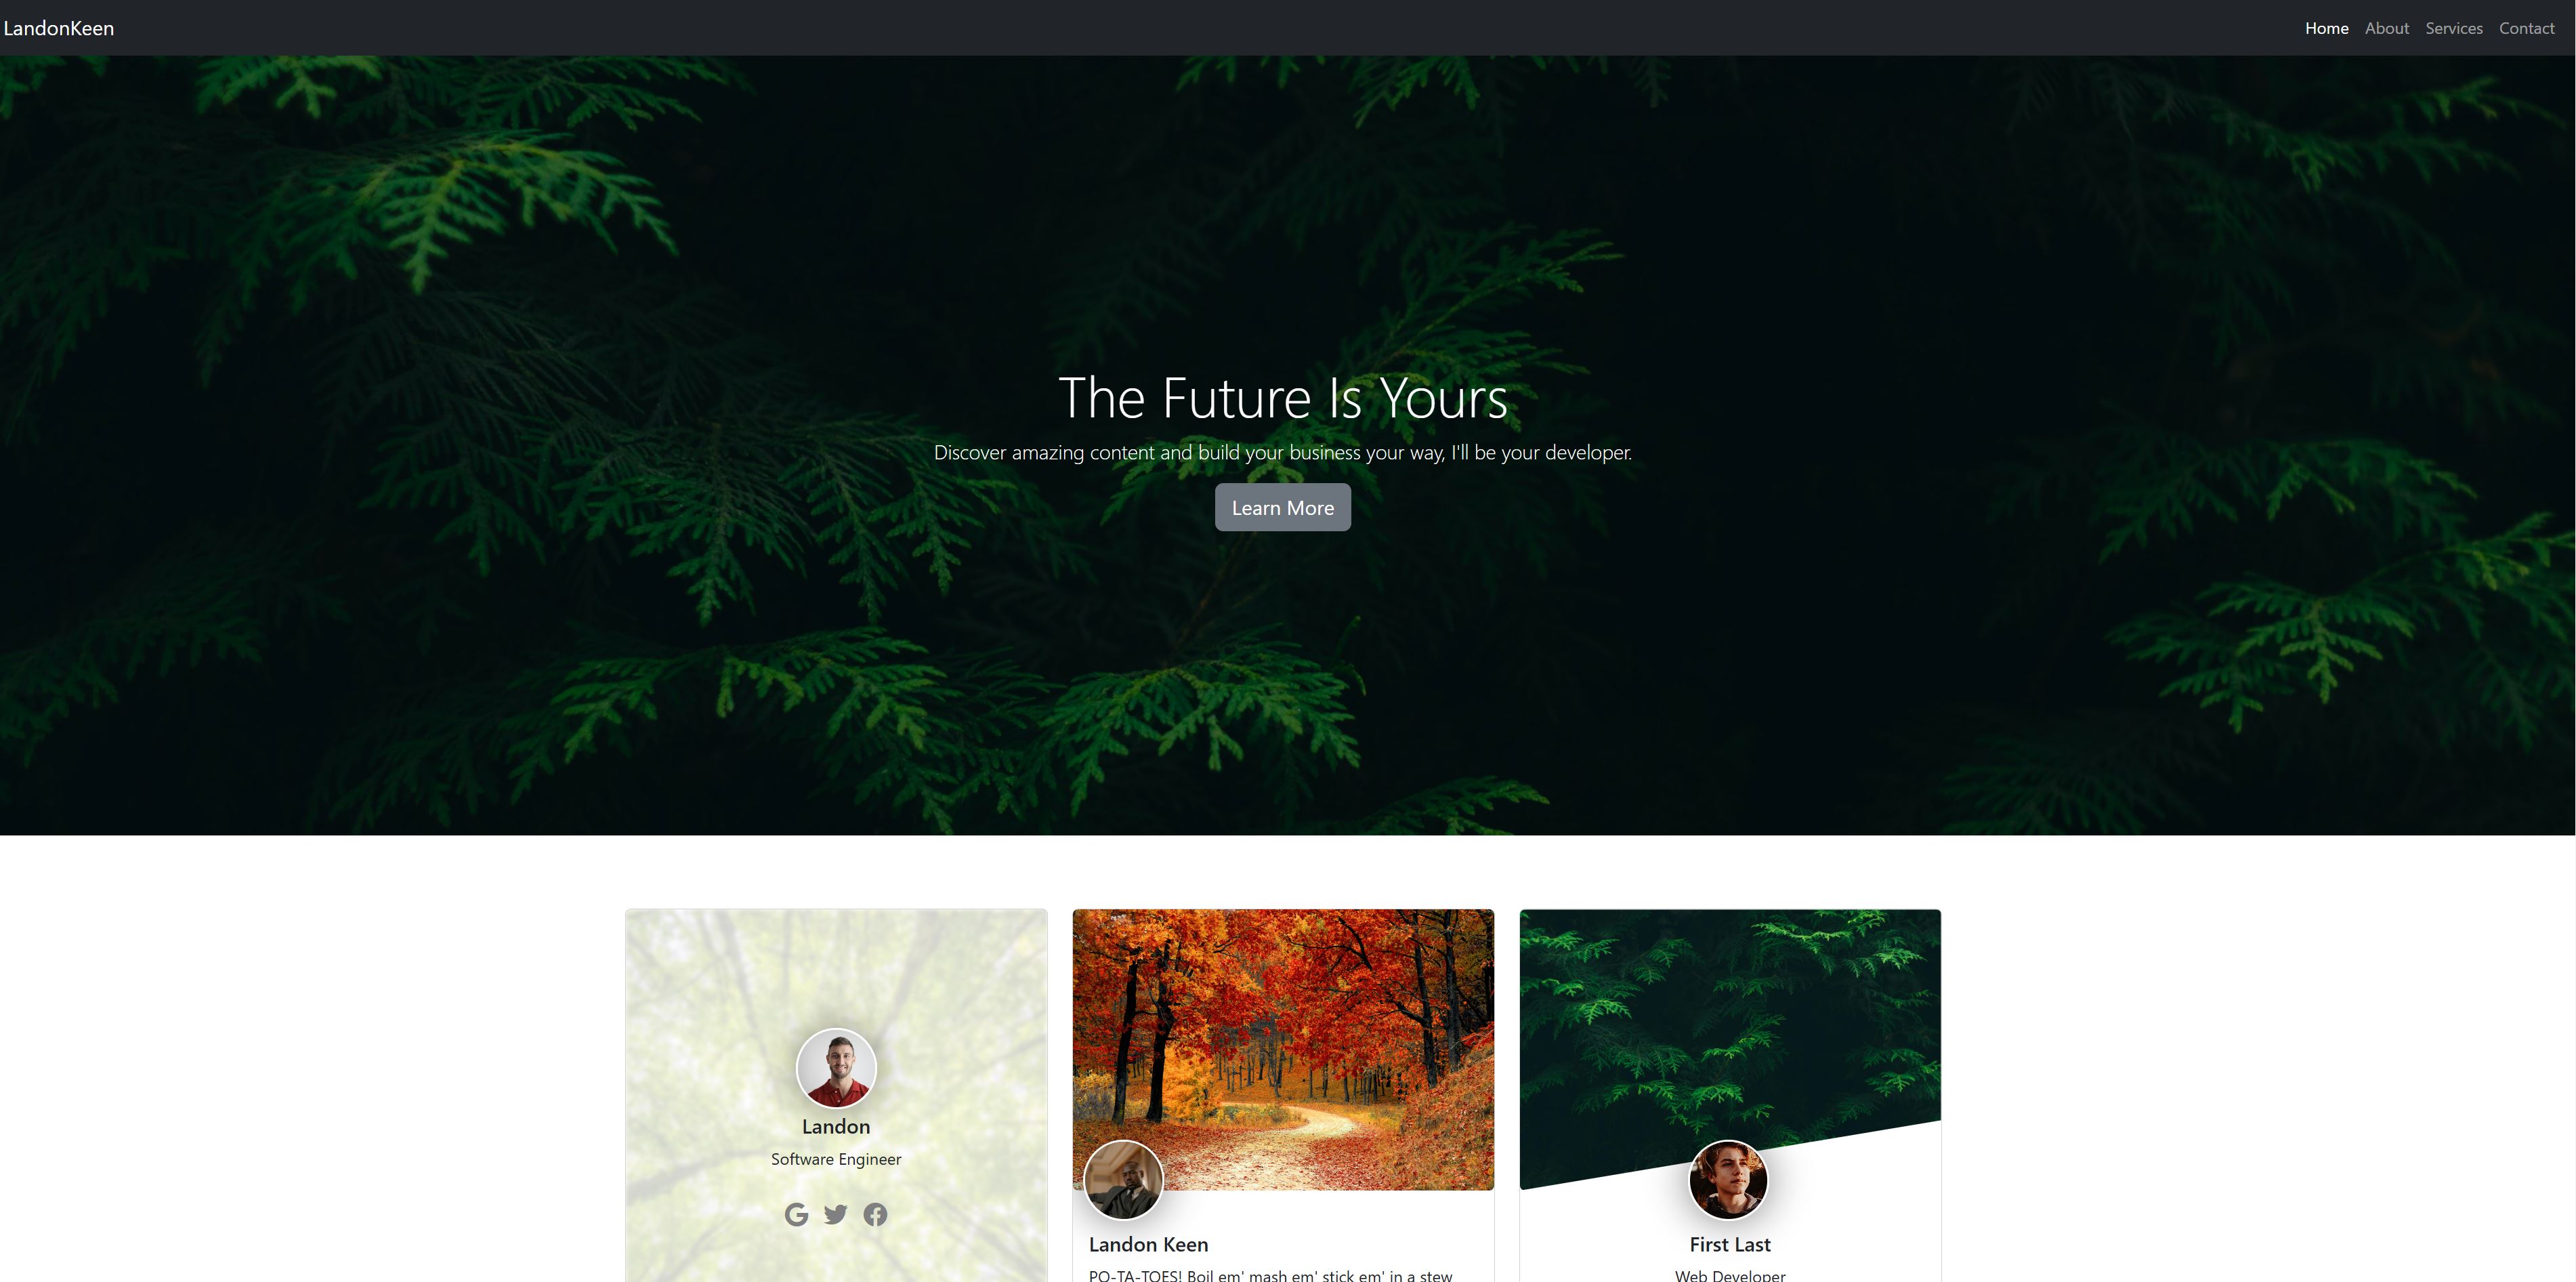 LandonKeen
Home About Services Contact
The Future Is Yours
Discover amazing content and build your business your way, I'll be your developer.
Learn More
Landon
Software Engineer
Landon Keen
PO-TA-TOES! Boil em' mash em' stick em' in a stew
First Last
Web Developer